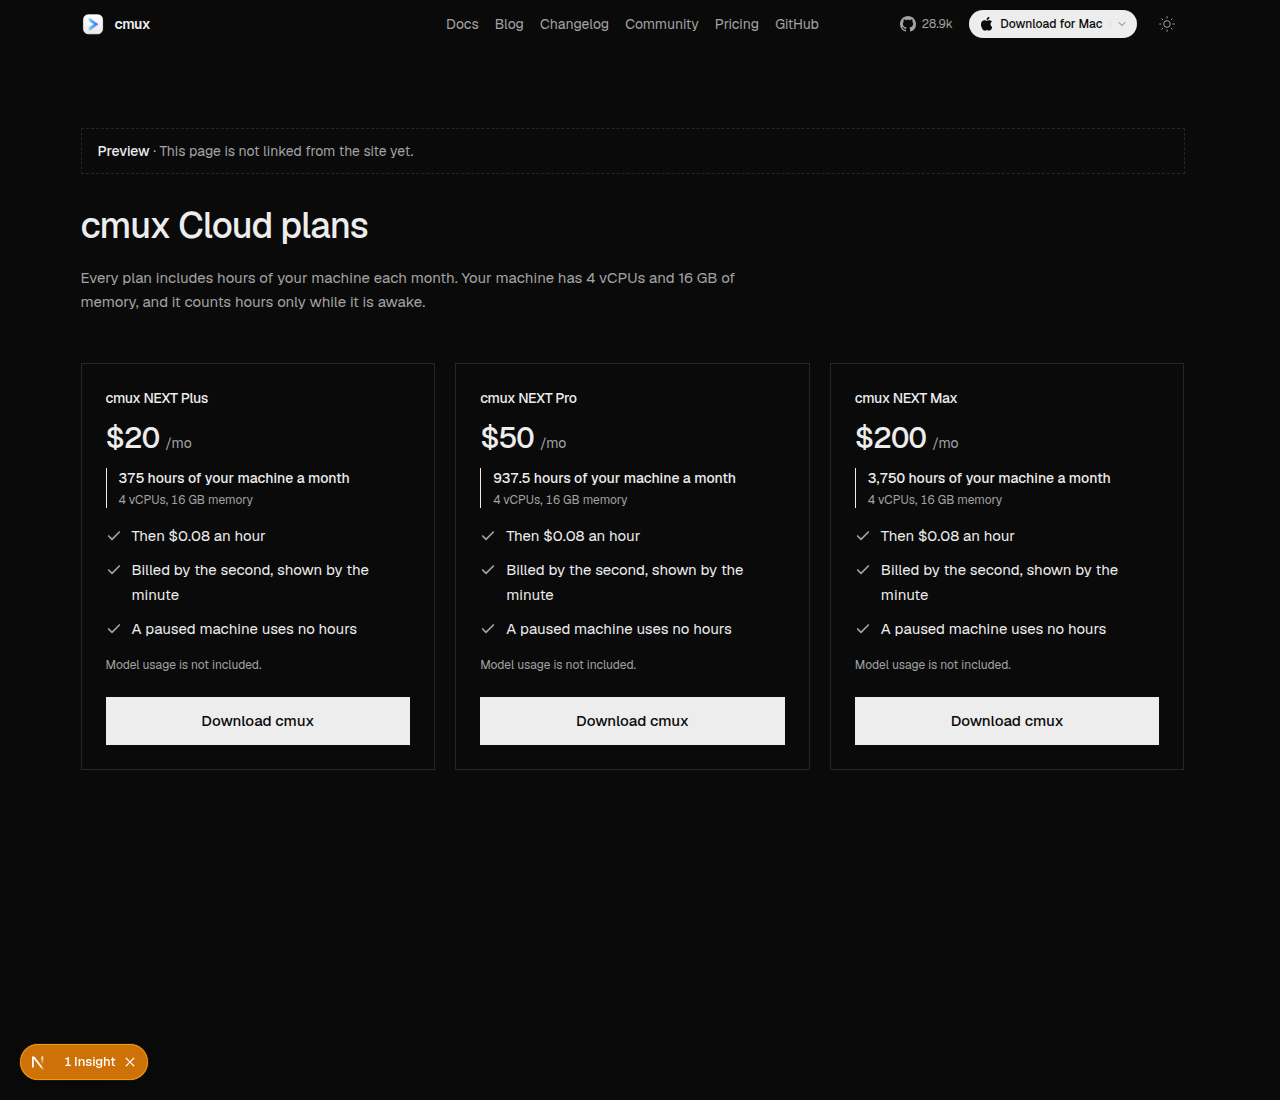 cmux
Docs Blog Changelog Community Pricing GitHub
28.9k
Download for Mac
Preview · This page is not linked from the site yet.
cmux Cloud plans
Every plan includes hours of your machine each month. Your machine has 4 vCPUs and 16 GB of
memory, and it counts hours only while it is awake.
cmux NEXT Plus
$20 /mo
375 hours of your machine a month
4 vCPUs, 16 GB memory
Then $0.08 an hour
Billed by the second, shown by the
minute
A paused machine uses no hours
Model usage is not included.
Download cmux
cmux NEXT Pro
$50 /mo
937.5 hours of your machine a month
4 vCPUs, 16 GB memory
Then $0.08 an hour
Billed by the second, shown by the
minute
A paused machine uses no hours
Model usage is not included.
Download cmux
cmux NEXT Max
$200 /mo
3,750 hours of your machine a month
4 vCPUs, 16 GB memory
Then $0.08 an hour
Billed by the second, shown by the
minute
A paused machine uses no hours
Model usage is not included.
Download cmux
1 Insight